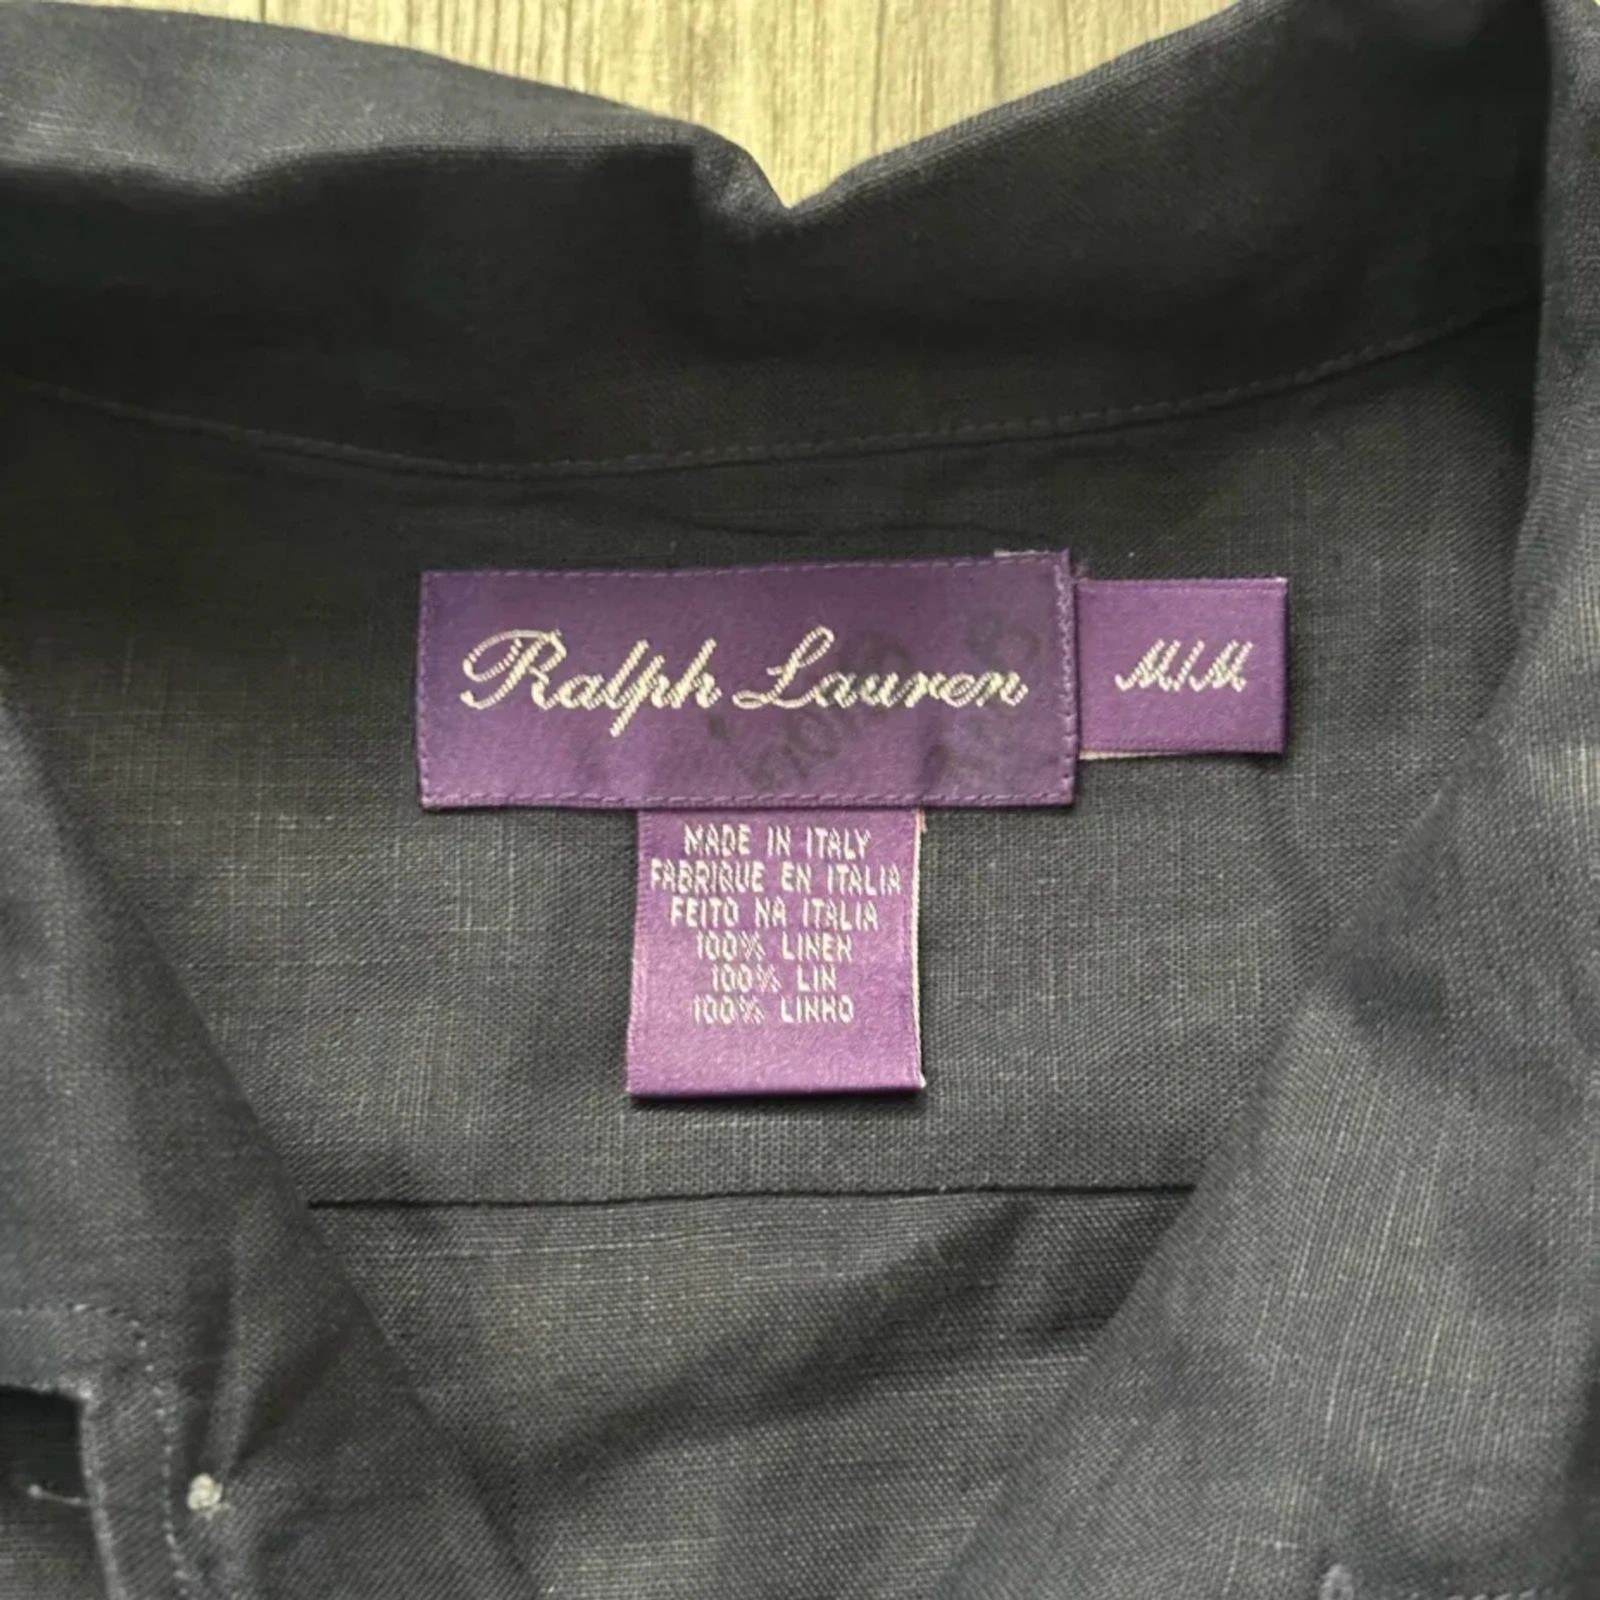 Ralph Lauren
M/M
MADE IN ITALY
FABRIQUE EN ITALIA
FEITO NA ITALIA
100% LINEN
100% LIN
100% LINHO